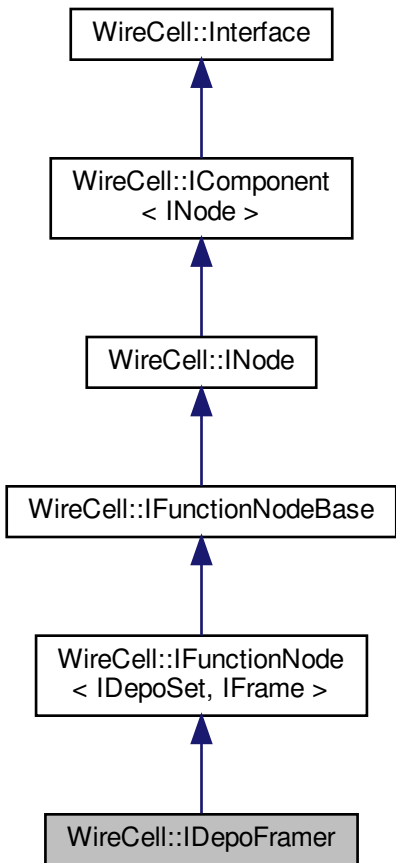 WireCell::Interface
WireCell::IComponent
< INode >
WireCell::INode
WireCell::IFunctionNodeBase
WireCell::IFunctionNode
< IDepoSet, IFrame >
WireCell::IDepoFramer